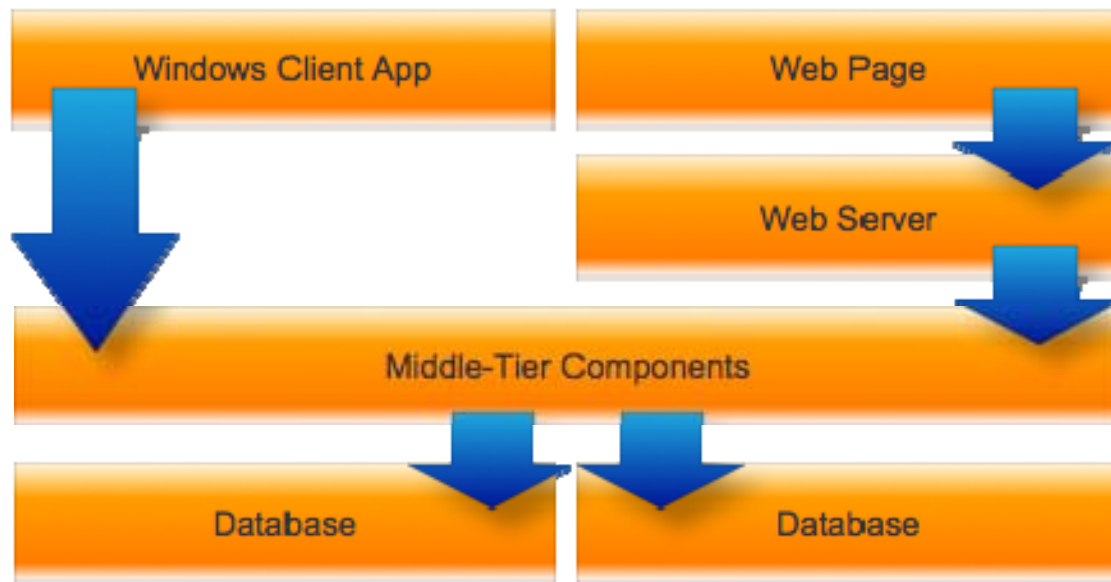 Windows Client App
Web Page
Web Server
Middle-Tier Components
Database
Database